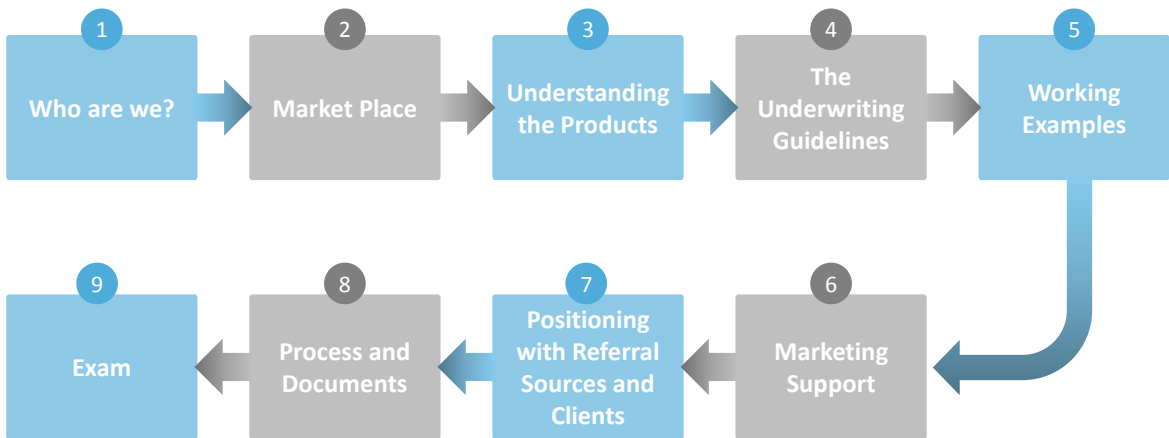 1
Who are we?
2
Market Place
3
Understanding
the Products
4
The
Underwriting
Guidelines
5
Working
Examples
6
Marketing
Support
7
Positioning
with Referral
Sources and
Clients
8
Process and
Documents
9
Exam